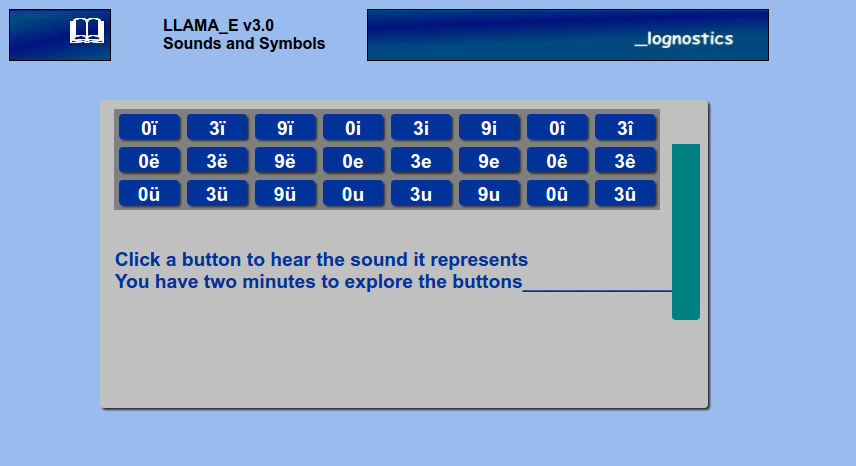 LLAMA_E v3.0
Sounds and Symbols
_lognostics
0ï 3ï 9ï 0i 3i 9i 0î 3î
0ë 3ë 9ë 0e 3e 9e 0ê 3ê
0ü 3ü 9ü 0u 3u 9u 0û 3û
Click a button to hear the sound it represents
You have two minutes to explore the buttons______________